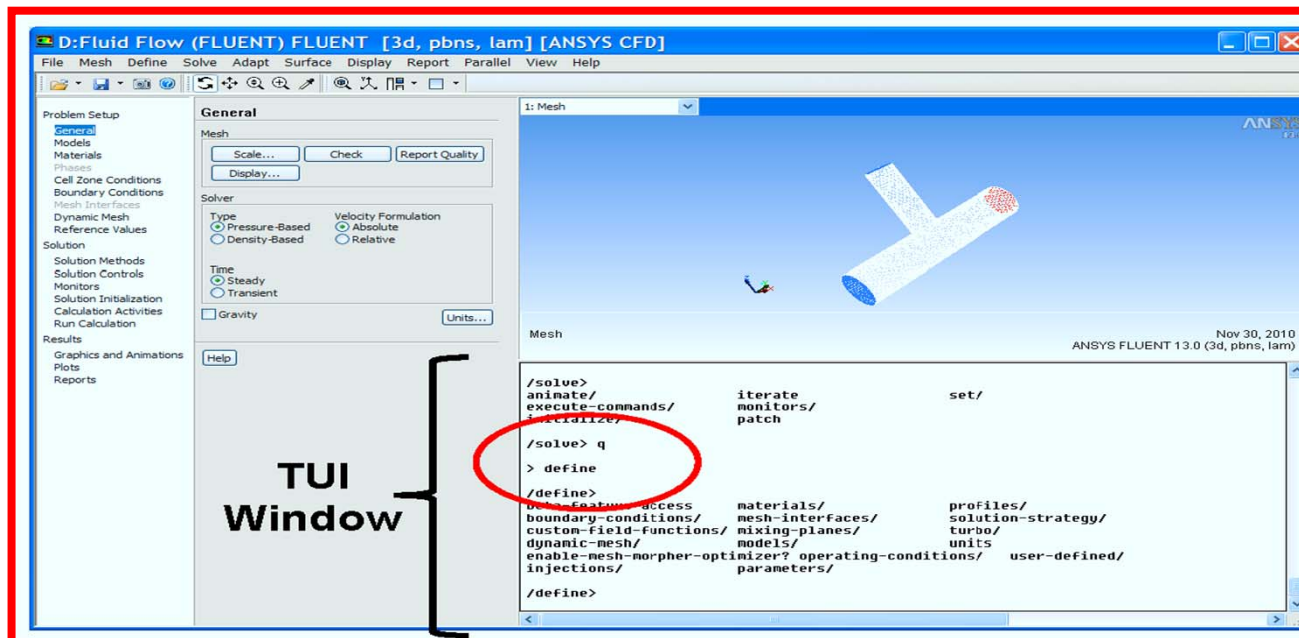 D:Fluid Flow (FLUENT) FLUENT [3d, pbns, lam] [ANSYS CFD]
File Mesh Define Solve Adapt Surface Display Report Parallel View Help
Problem Setup
General
Models
Materials
Phases
Cell Zone Conditions
Boundary Conditions
Mesh Interfaces
Dynamic Mesh
Reference Values
Solution
Solution Methods
Solution Controls
Monitors
Solution Initialization
Calculation Activities
Run Calculation
Results
Graphics and Animations
Plots
Reports
General
Mesh
Scale... Check Report Quality
Display...
Solver
Type Velocity Formulation
Pressure-Based Absolute
Density-Based Relative
Time
Steady
Transient
Gravity Units...
Help
TUI
Window
1: Mesh
ANSYS
Mesh Nov 30, 2010
ANSYS FLUENT 13.0 (3d, pbns, lam)
/solve>
animate/ iterate set/
execute-commands/ monitors/
initialize/ patch
/solve> q
> define
/define>
beta-feature-access materials/ profiles/
boundary-conditions/ mesh-interfaces/ solution-strategy/
custom-field-functions/ mixing-planes/ turbo/
dynamic-mesh/ models/ units
enable-mesh-morpher-optimizer? operating-conditions/ user-defined/
injections/ parameters/
/define>